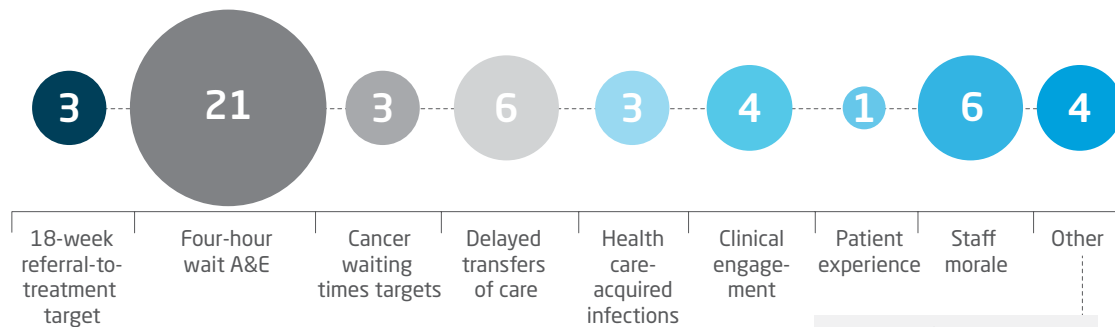 3
21
3
6
3
4
1
6
4
18-week
referral-to-
treatment
target
Four-hour
wait A&E
Cancer
waiting
times targets
Delayed
transfers
of care
Health
care-
acquired
infections
Clinical
engage-
ment
Patient
experience
Staff
morale
Other